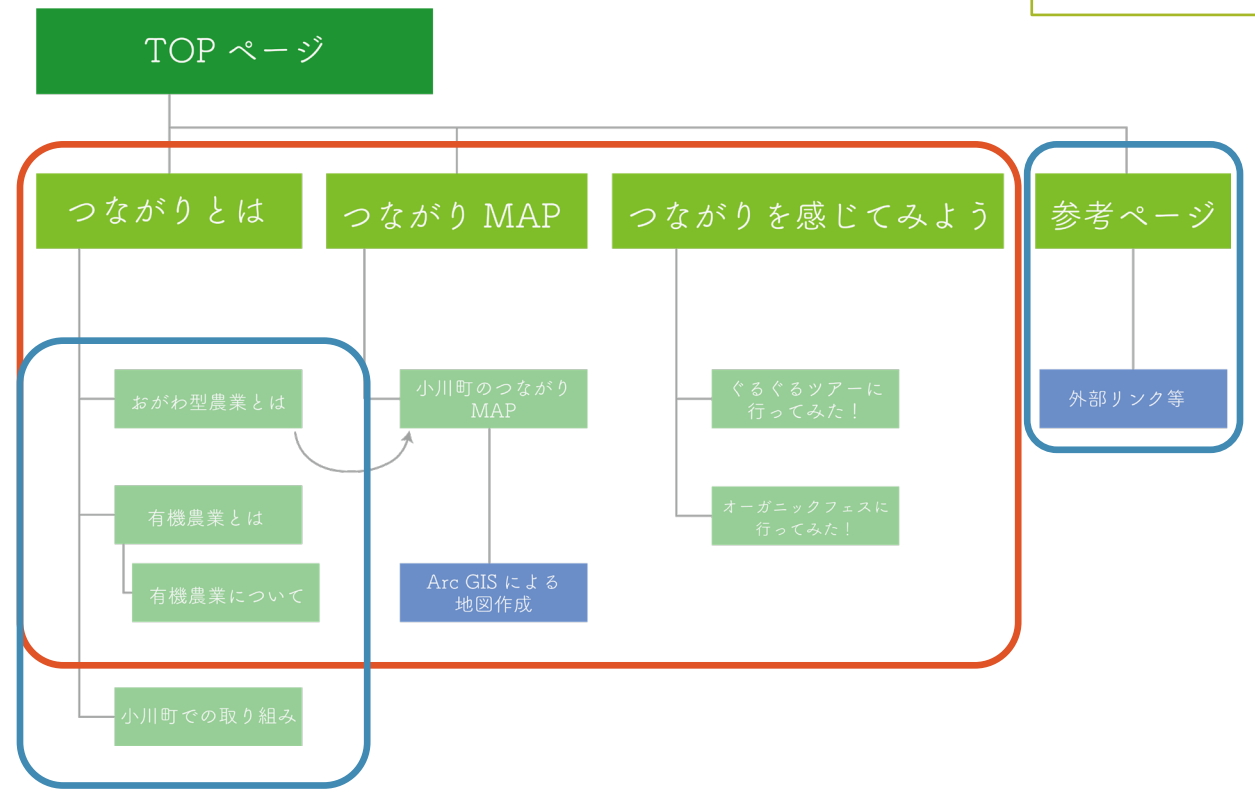 TOP ページ
つながりとは
つながり MAP
つながりを感じてみよう
参考ページ
おがわ型農業とは
小川町のつながり
MAP
ぐるぐるツアーに
行ってみた！
外部リンク等
有機農業とは
オーガニックフェスに
行ってみた！
有機農業について
Arc GIS による
地図作成
小川町での取り組み